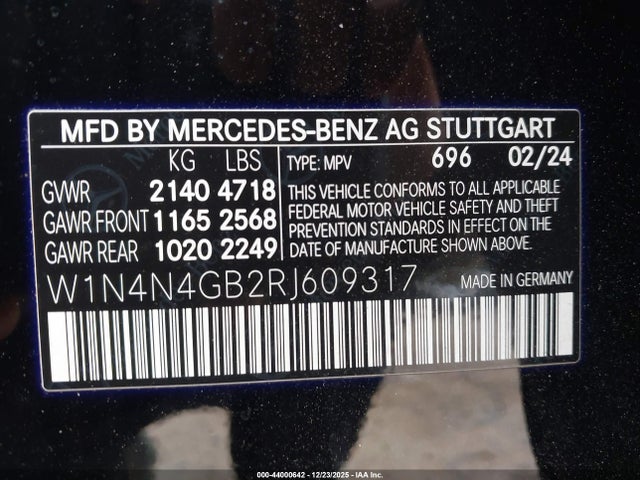 MFD BY MERCEDES-BENZ AG STUTTGART
KG LBS TYPE: MPV 696 02/24
GVWR 2140 4718
GAWR FRONT 1165 2568
GAWR REAR 1020 2249
THIS VEHICLE CONFORMS TO ALL APPLICABLE
FEDERAL MOTOR VEHICLE SAFETY AND THEFT
PREVENTION STANDARDS IN EFFECT ON THE
DATE OF MANUFACTURE SHOWN ABOVE.
W1N4N4GB2RJ609317 MADE IN GERMANY
000-44000642 - 12/23/2025 - IAA Inc.